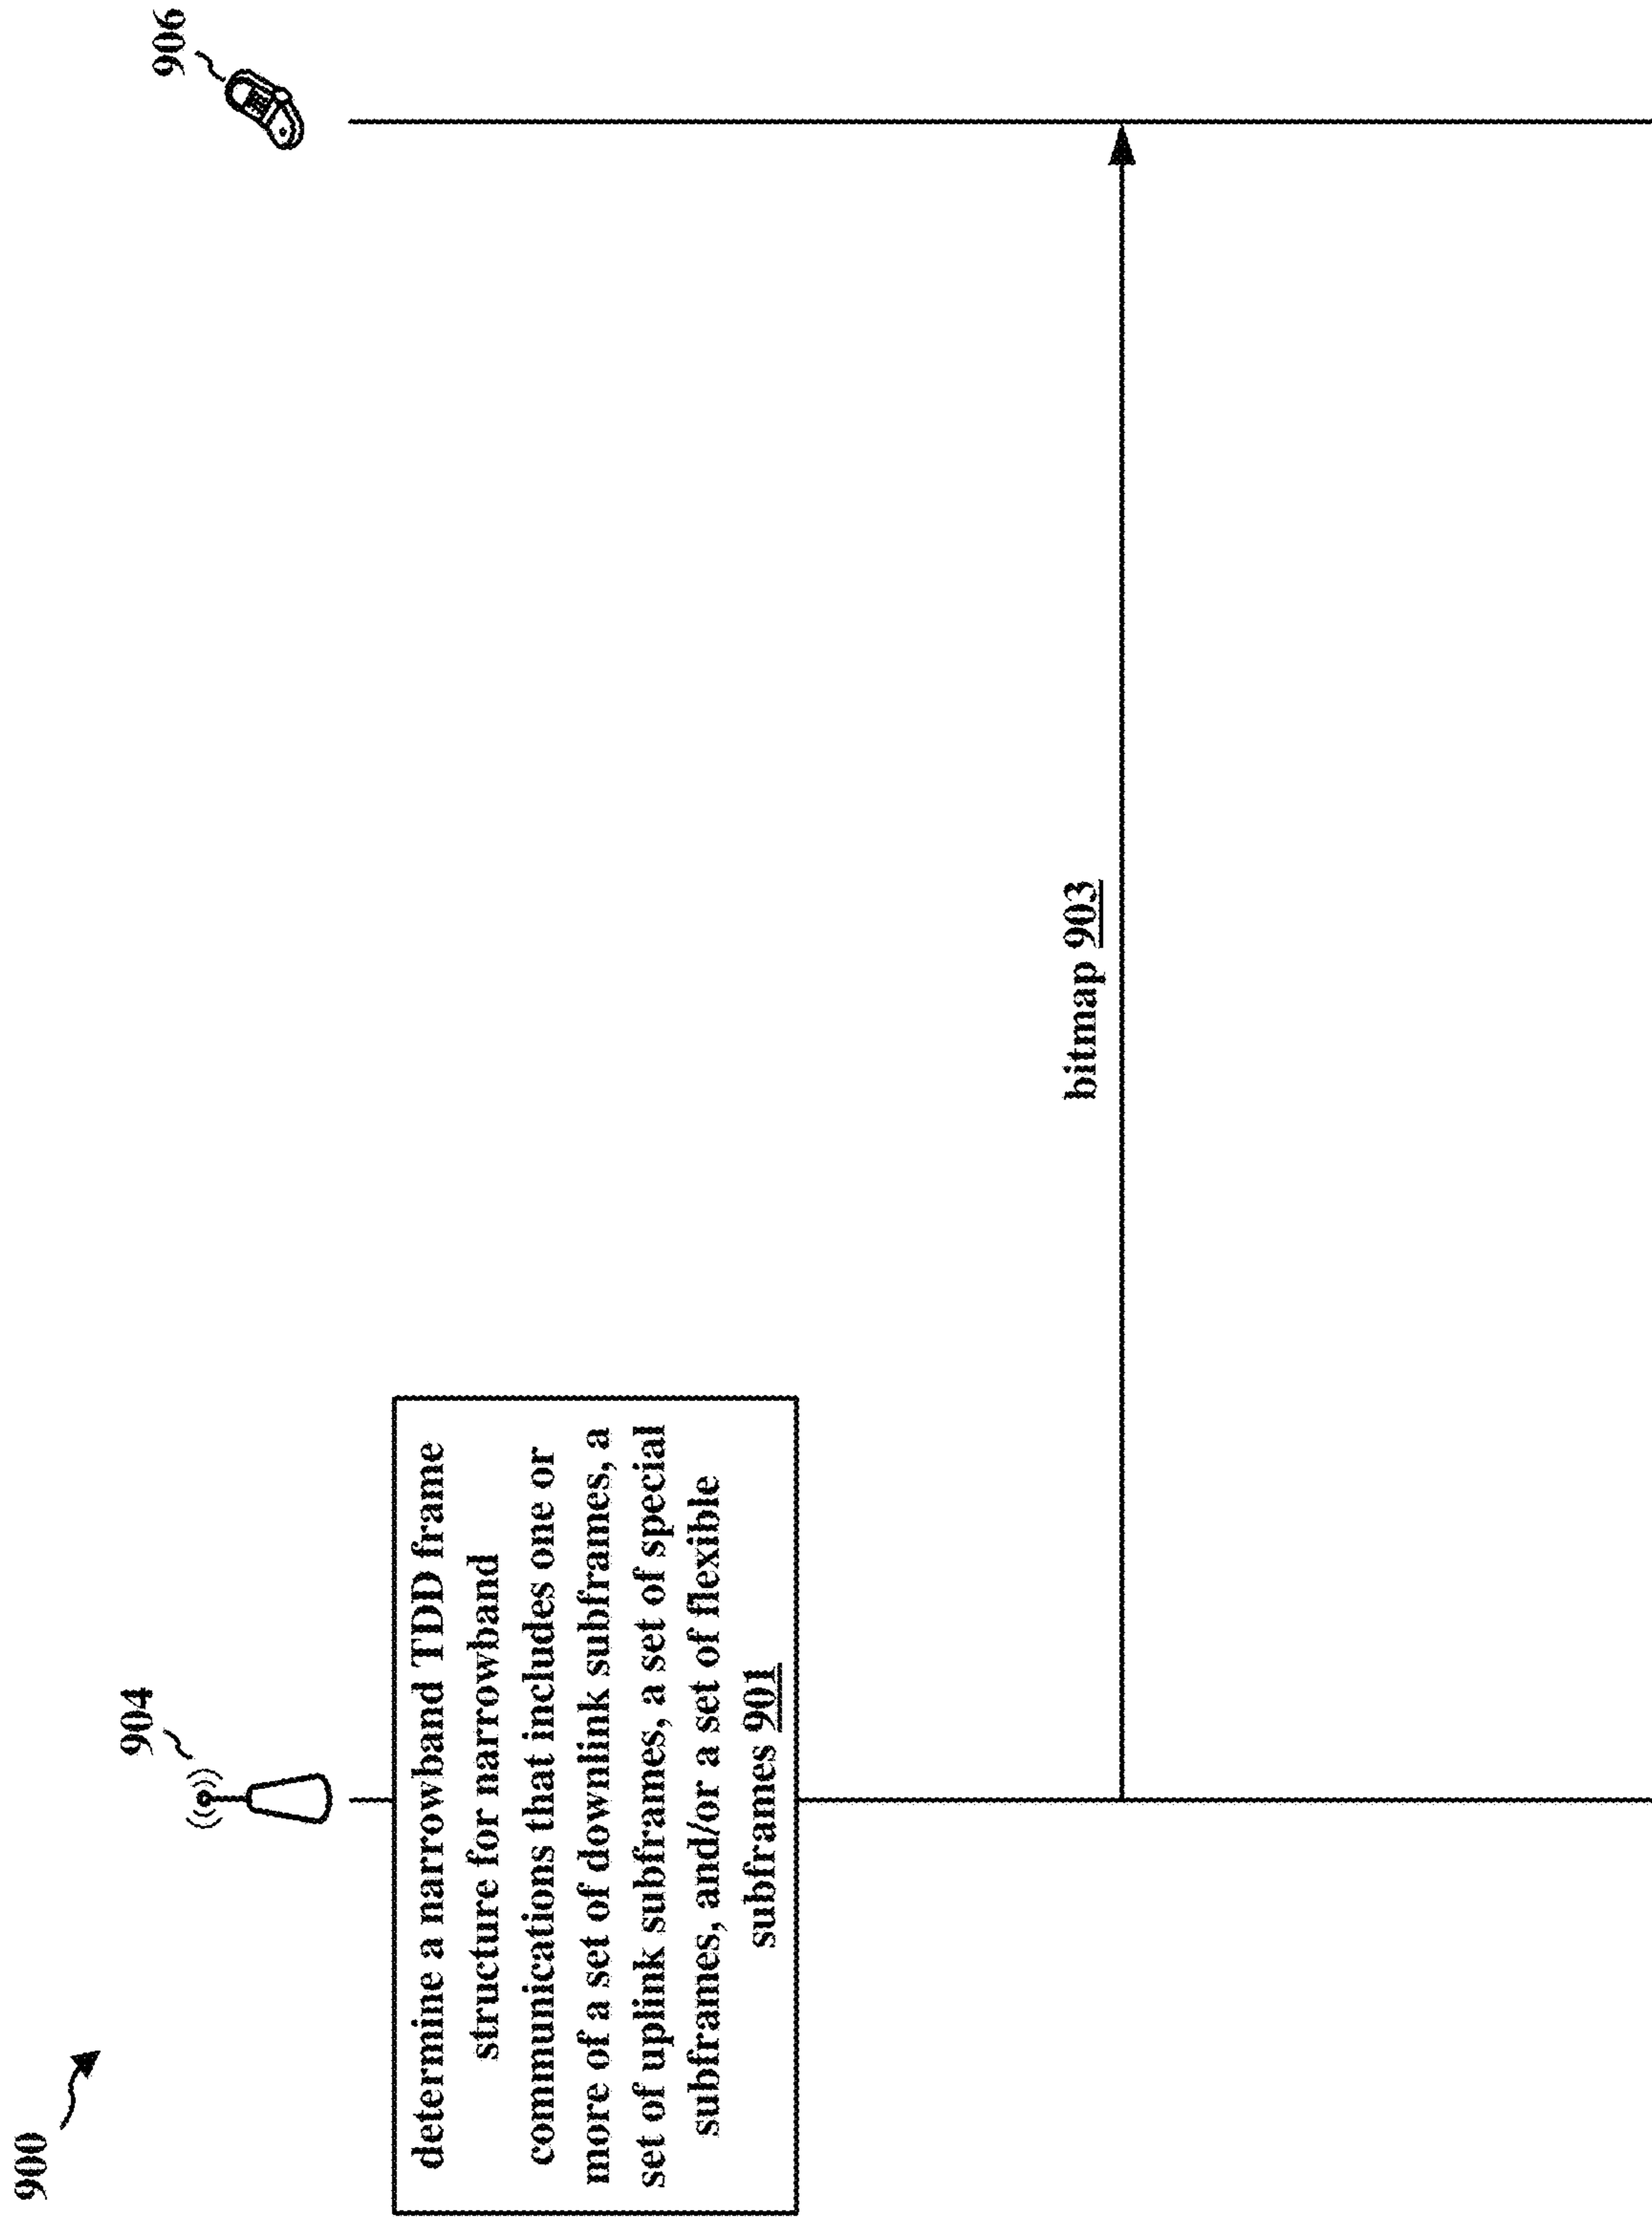 900
904
906
determine a narrowband TDD frame
structure for narrowband
communications that includes one or
more of a set of downlink subframes, a
set of uplink subframes, a set of special
subframes, and/or a set of flexible
subframes 901
bitmap 903